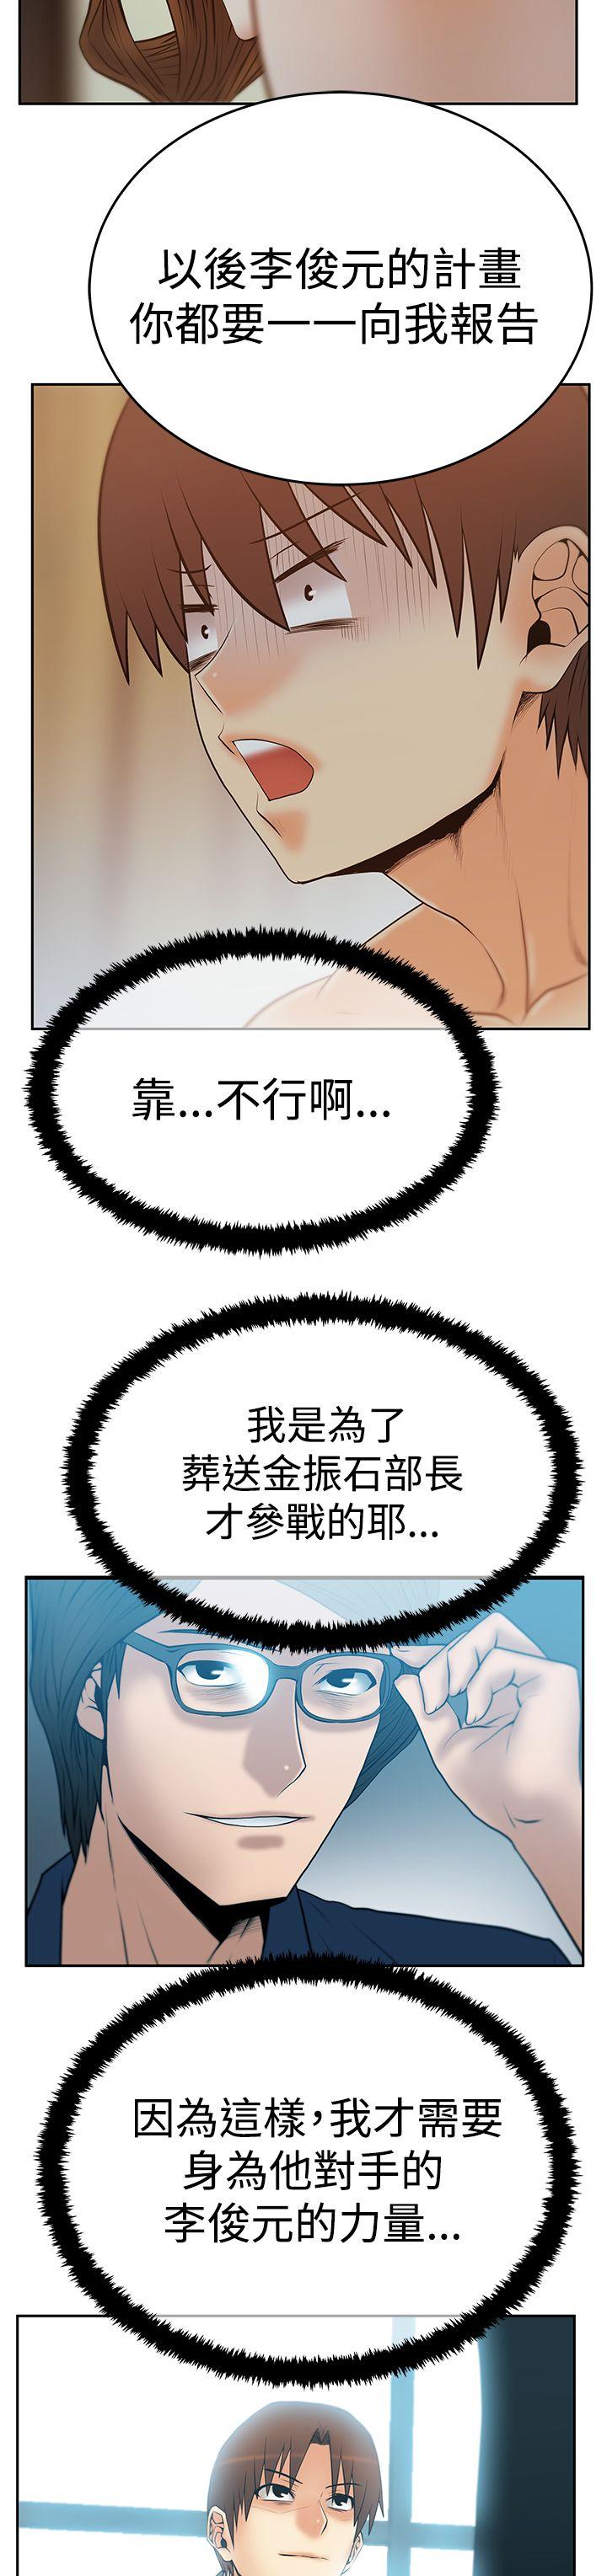 以後李俊元的計畫
你都要一一向我報告
靠...不行啊...
我是為了
葬送金振石部長
才參戰的耶...
因為這樣，我才需要
身為他對手的
李俊元的力量...